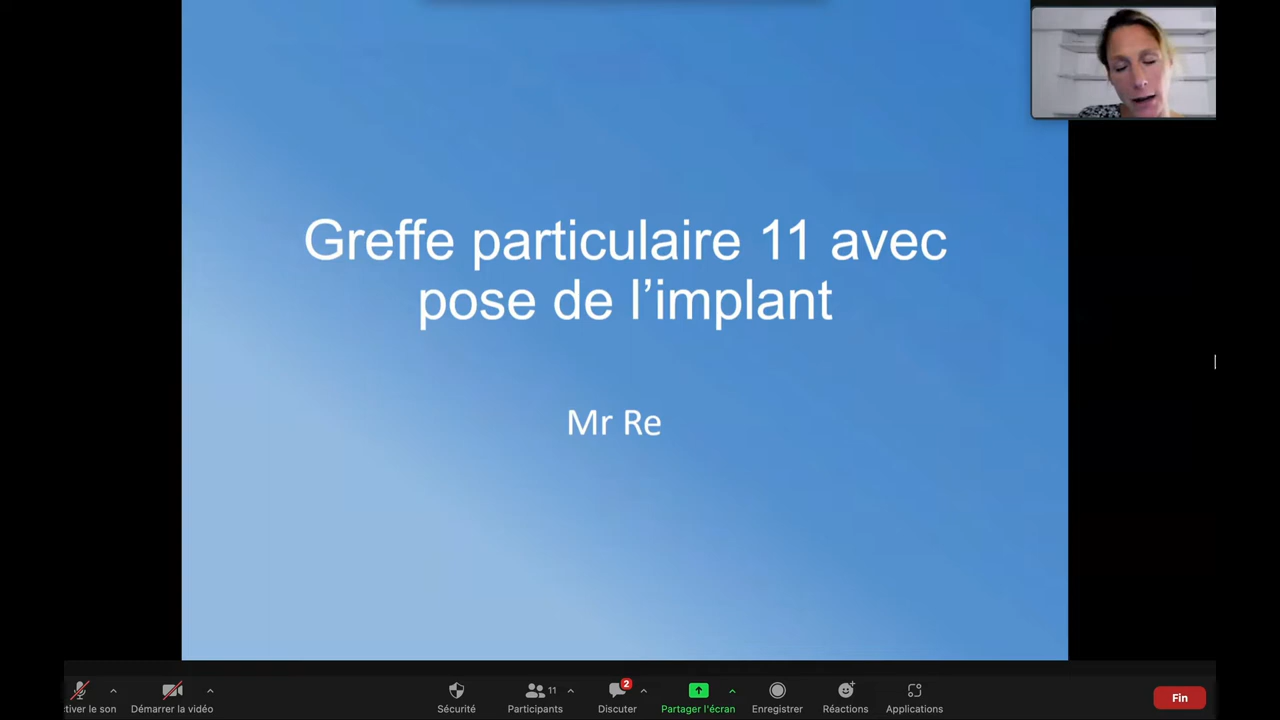 Greffe particulaire 11 avec
pose de l’implant
Mr Re
ctiver le son
Démarrer la vidéo
Sécurité
11
Participants
2
Discuter
Partager l'écran
Enregistrer
Réactions
Applications
Fin